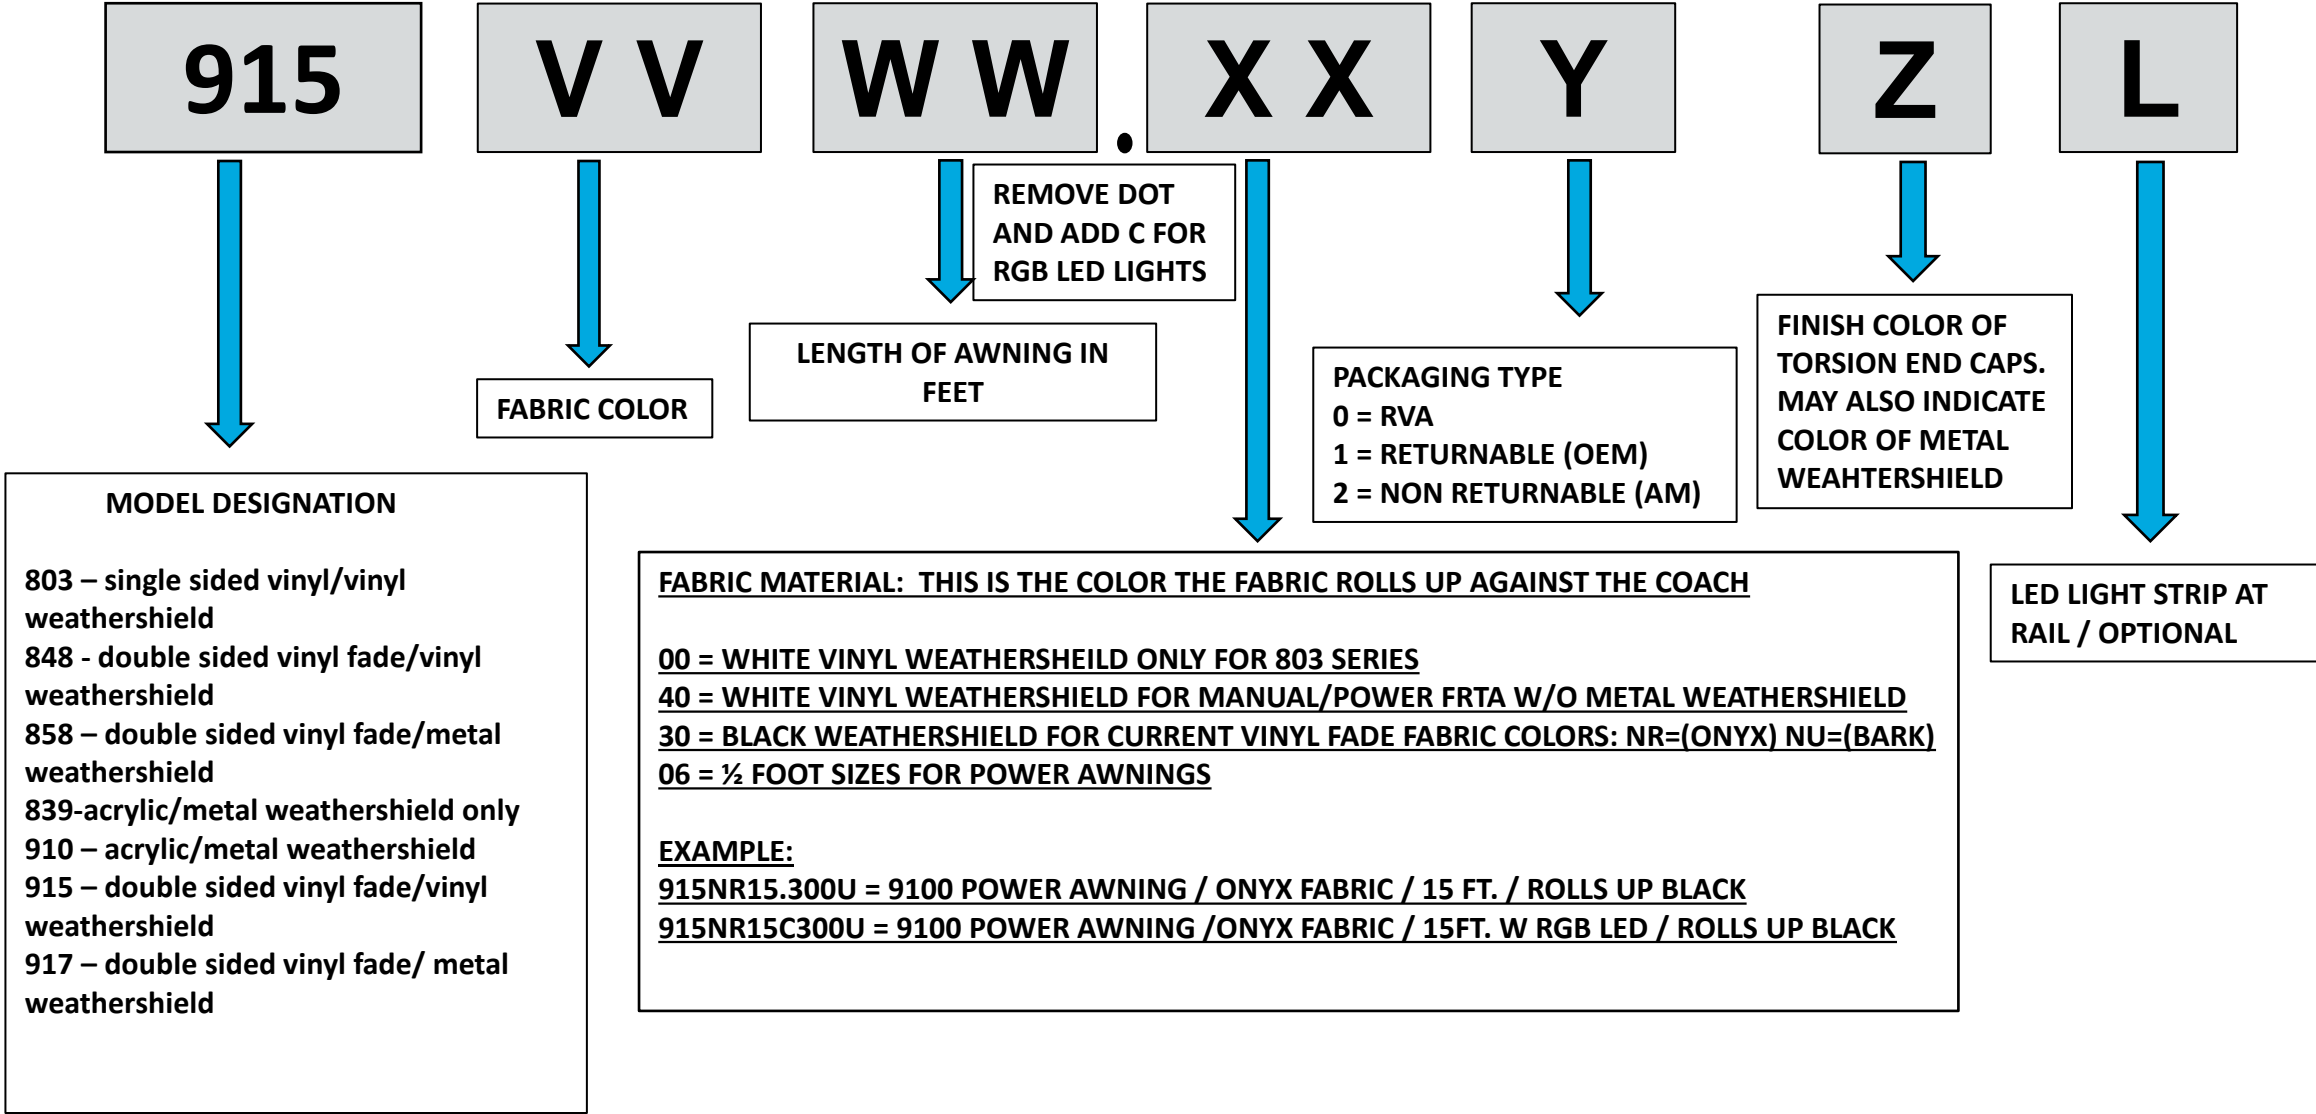 915
V V
W W
.
X X
Y
Z
L
REMOVE DOT
AND ADD C FOR
RGB LED LIGHTS
FABRIC COLOR
LENGTH OF AWNING IN
FEET
PACKAGING TYPE
0 = RVA
1 = RETURNABLE (OEM)
2 = NON RETURNABLE (AM)
FINISH COLOR OF
TORSION END CAPS.
MAY ALSO INDICATE
COLOR OF METAL
WEAHTERSHIELD
LED LIGHT STRIP AT
RAIL / OPTIONAL
MODEL DESIGNATION
803 – single sided vinyl/vinyl
weathershield
848 - double sided vinyl fade/vinyl
weathershield
858 – double sided vinyl fade/metal
weathershield
839-acrylic/metal weathershield only
910 – acrylic/metal weathershield
915 – double sided vinyl fade/vinyl
weathershield
917 – double sided vinyl fade/ metal
weathershield
FABRIC MATERIAL:  THIS IS THE COLOR THE FABRIC ROLLS UP AGAINST THE COACH
00 = WHITE VINYL WEATHERSHEILD ONLY FOR 803 SERIES
40 = WHITE VINYL WEATHERSHIELD FOR MANUAL/POWER FRTA W/O METAL WEATHERSHIELD
30 = BLACK WEATHERSHIELD FOR CURRENT VINYL FADE FABRIC COLORS: NR=(ONYX) NU=(BARK)
06 = ½ FOOT SIZES FOR POWER AWNINGS
EXAMPLE:
915NR15.300U = 9100 POWER AWNING / ONYX FABRIC / 15 FT. / ROLLS UP BLACK
915NR15C300U = 9100 POWER AWNING /ONYX FABRIC / 15FT. W RGB LED / ROLLS UP BLACK